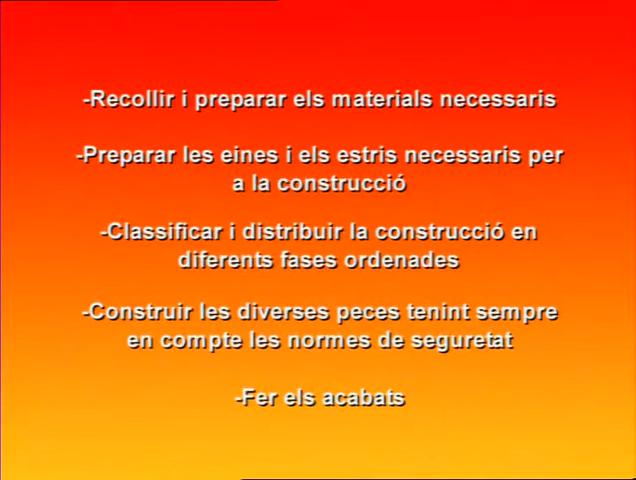 -Recollir i preparar els materials necessaris
-Preparar les eines i els estris necessaris per
a la construcció
-Classificar i distribuir la construcció en
diferents fases ordenades
-Construir les diverses peces tenint sempre
en compte les normes de seguretat
-Fer els acabats